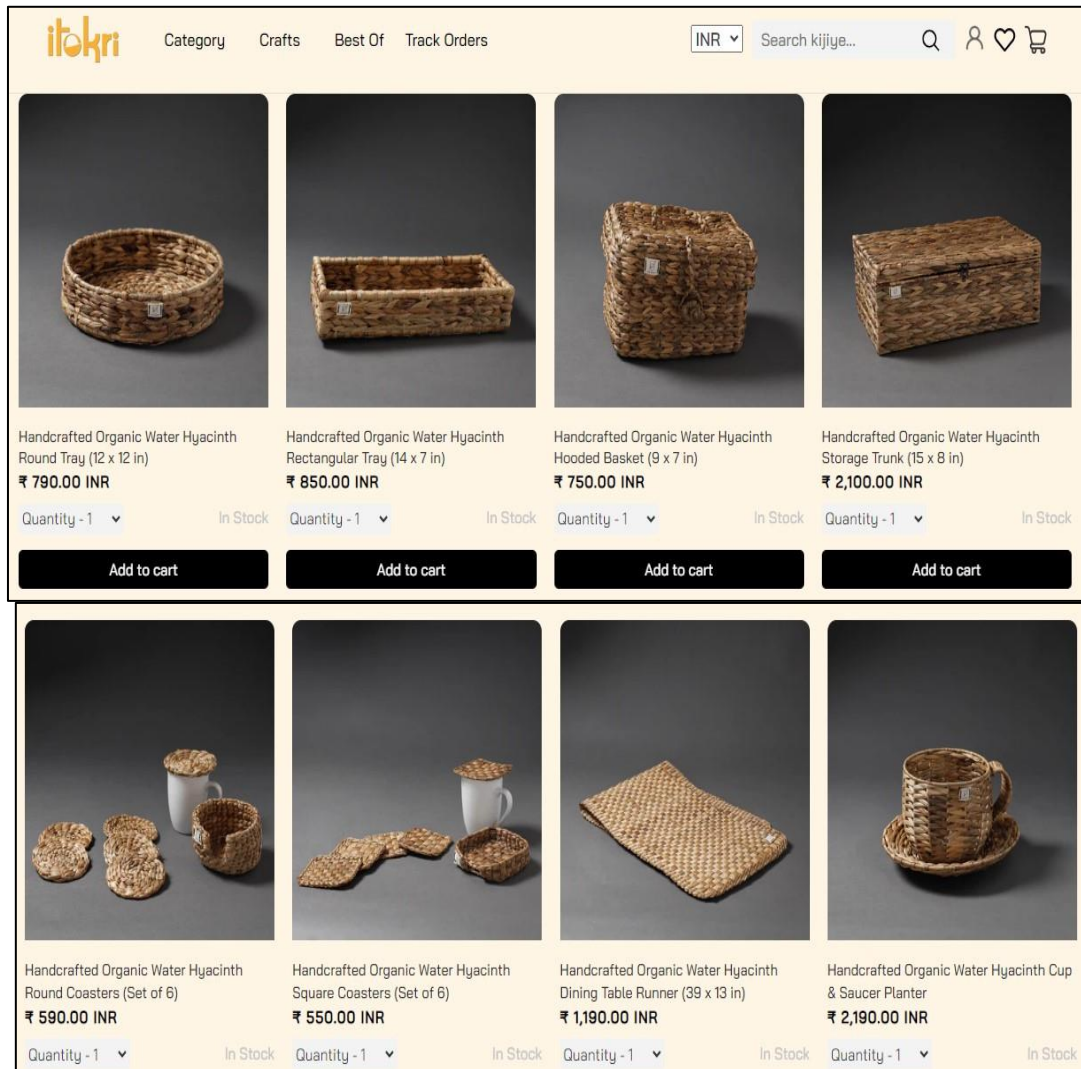 itokri
Category Crafts Best Of Track Orders
INR
Search kijiye...
Handcrafted Organic Water Hyacinth
Round Tray (12 x 12 in)
₹ 790.00 INR
Quantity - 1 In Stock
Add to cart
Handcrafted Organic Water Hyacinth
Rectangular Tray (14 x 7 in)
₹ 850.00 INR
Quantity - 1 In Stock
Add to cart
Handcrafted Organic Water Hyacinth
Hooded Basket (9 x 7 in)
₹ 750.00 INR
Quantity - 1 In Stock
Add to cart
Handcrafted Organic Water Hyacinth
Storage Trunk (15 x 8 in)
₹ 2,100.00 INR
Quantity - 1 In Stock
Add to cart
Handcrafted Organic Water Hyacinth
Round Coasters (Set of 6)
₹ 590.00 INR
Quantity - 1 In Stock
Handcrafted Organic Water Hyacinth
Square Coasters (Set of 6)
₹ 550.00 INR
Quantity - 1 In Stock
Handcrafted Organic Water Hyacinth
Dining Table Runner (39 x 13 in)
₹ 1,190.00 INR
Quantity - 1 In Stock
Handcrafted Organic Water Hyacinth Cup
& Saucer Planter
₹ 2,190.00 INR
Quantity - 1 In Stock